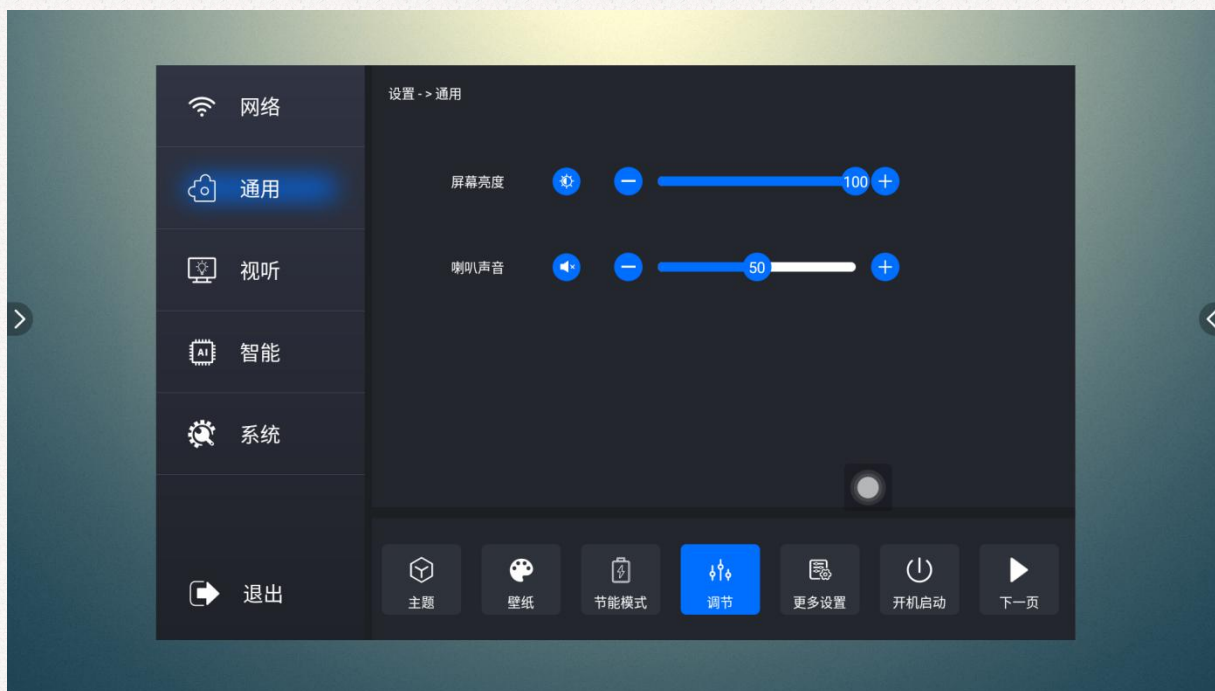 网络
通用
视听
AI
智能
系统
退出
设置 -> 通用
屏幕亮度
100
喇叭声音
50
主题
壁纸
节能模式
调节
更多设置
开机启动
下一页